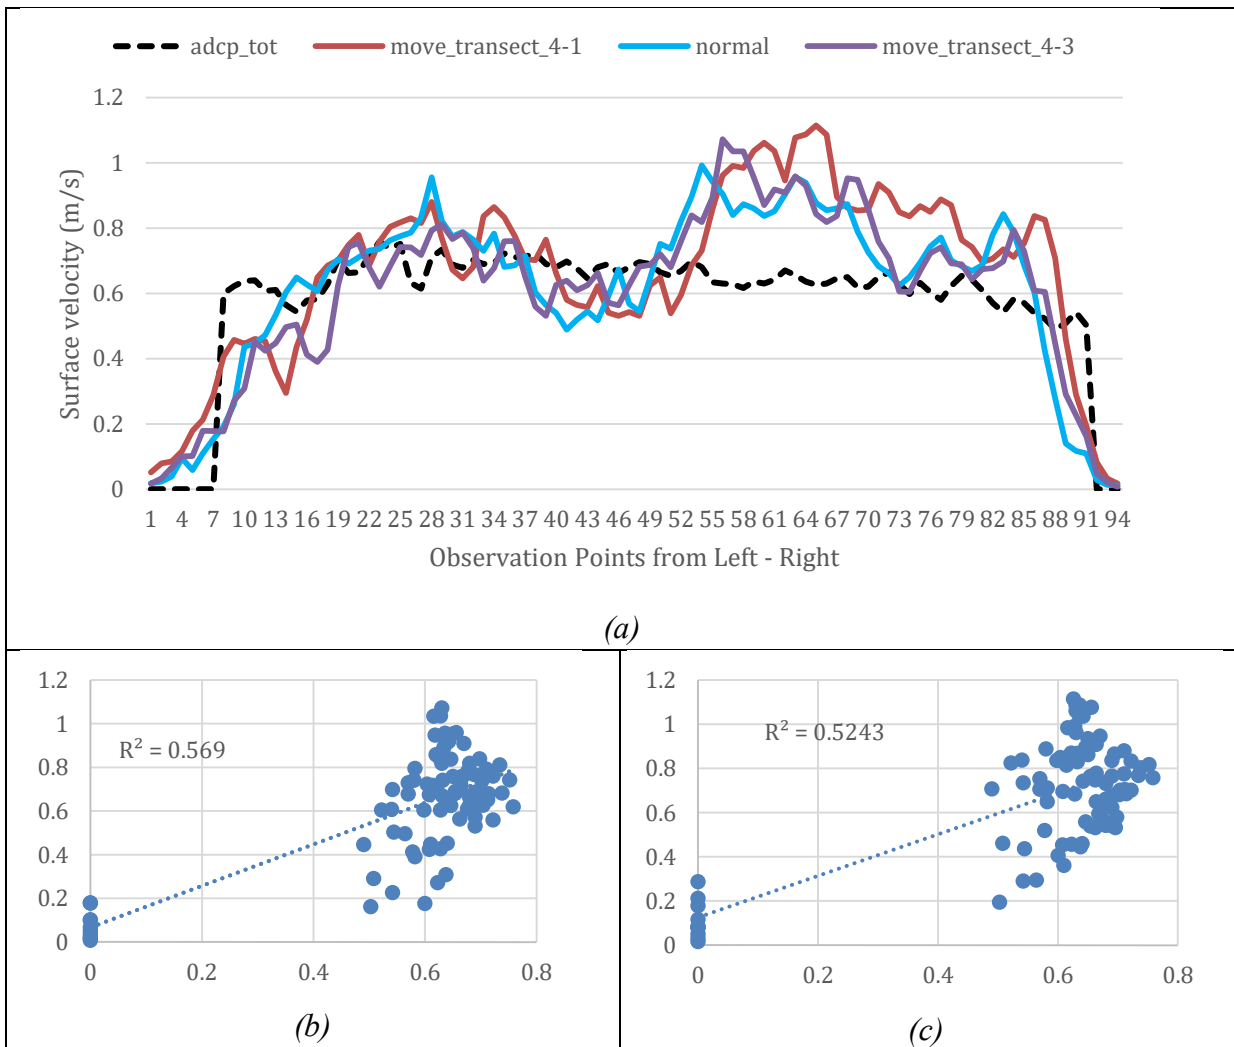 adcp_tot move_transect_4-1 normal move_transect_4-3
1.2
1
0.8
0.6
0.4
0.2
0
Surface velocity (m/s)
1 4 7 10 13 16 19 22 25 28 31 34 37 40 43 46 49 52 55 58 61 64 67 70 73 76 79 82 85 88 91 94
Observation Points from Left - Right
(a)
1.2
1
0.8
0.6
0.4
0.2
0
R² = 0.569
0 0.2 0.4 0.6 0.8
(b)
1.2
1
0.8
0.6
0.4
0.2
0
R² = 0.5243
0 0.2 0.4 0.6 0.8
(c)